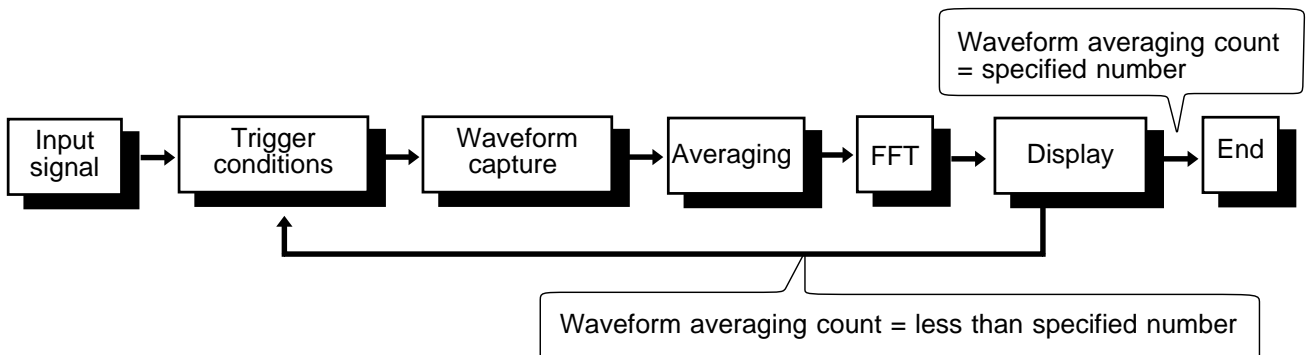 Waveform averaging count
= specified number
Input
signal
Trigger
conditions
Waveform
capture
Averaging
FFT
Display
End
Waveform averaging count = less than specified number